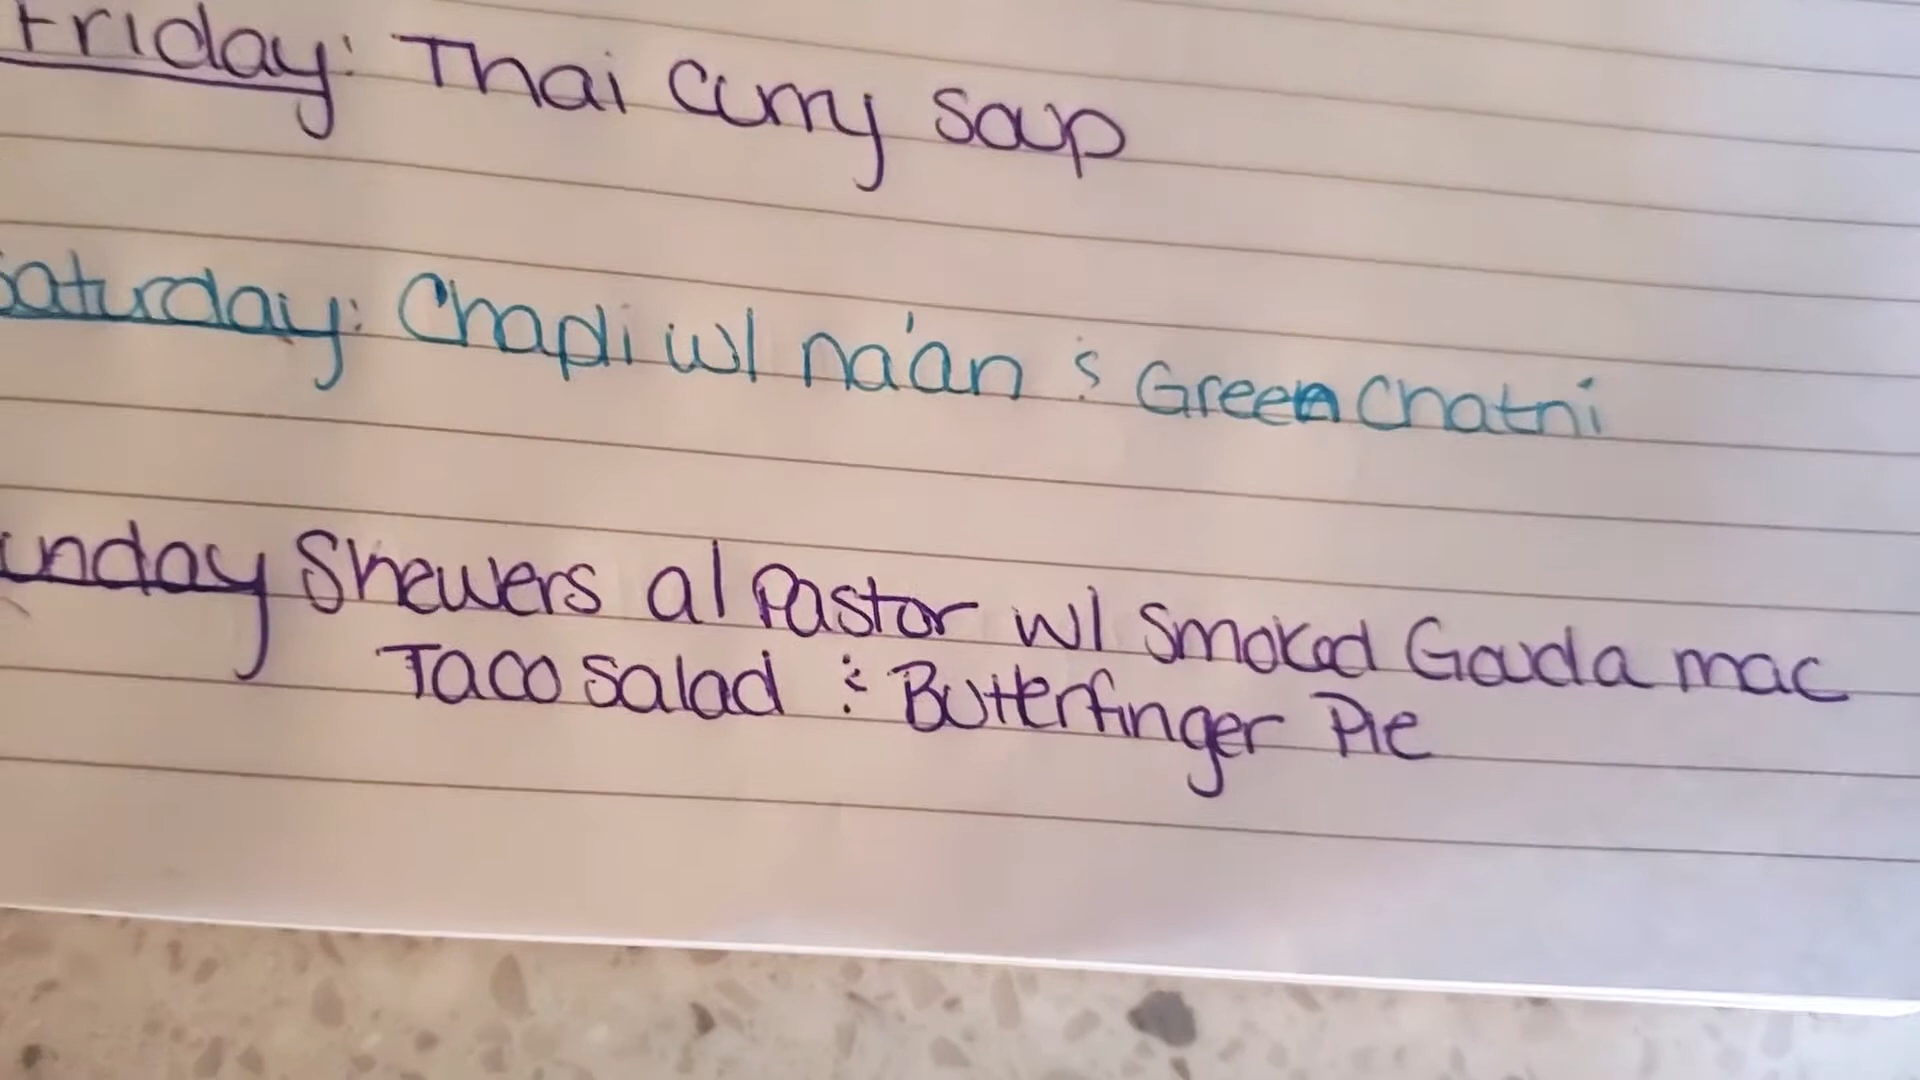 Friday: Thai Curry Soup
Saturday: Chapli w/ na'an & Green Chatni
unday Skewers al Pastor w/ Smoked Gouda mac
Taco Salad & Butterfinger Pie